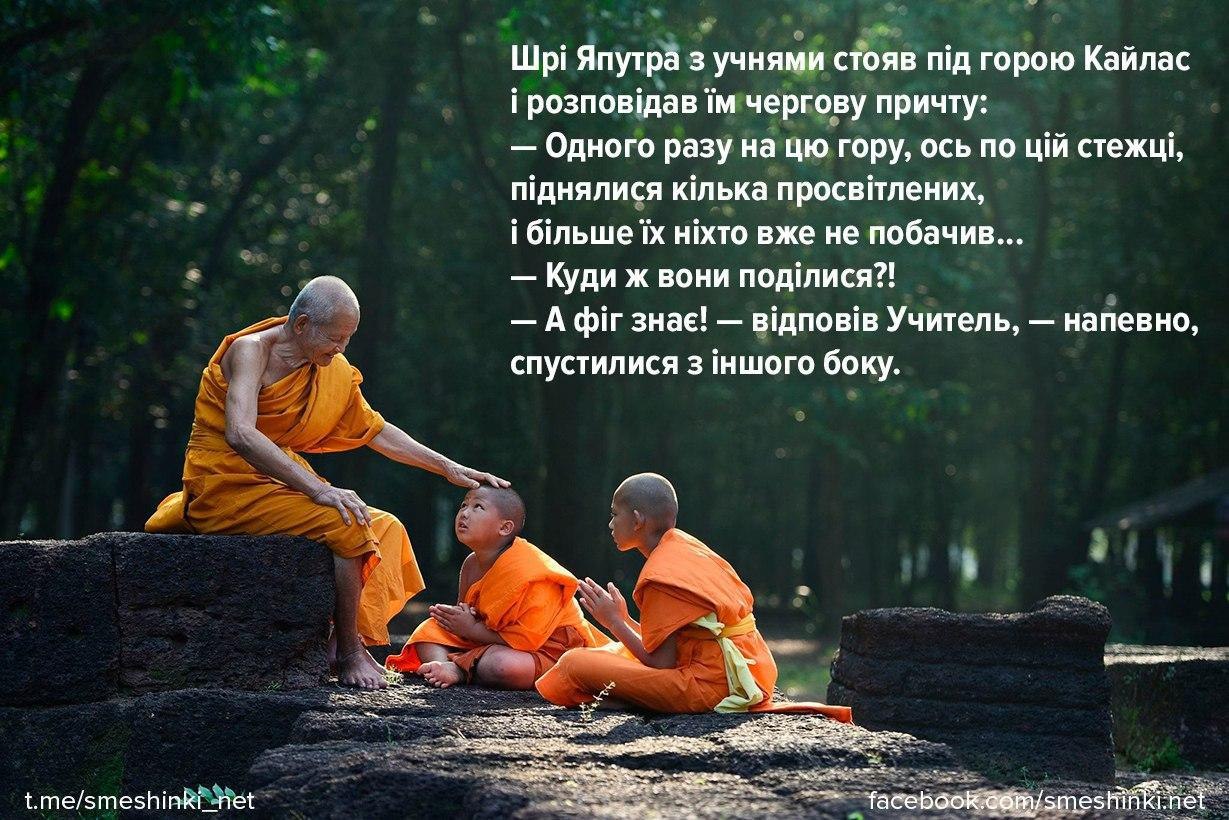 Шрі Япутра з учнями стояв під горою Кайлас
і розповідав їм чергову причту:
— Одного разу на цю гору, ось по цій стежці,
піднялися кілька просвітлених,
і більше їх ніхто вже не побачив...
— Куди ж вони поділися?!
— А фіг знає! — відповів Учитель, — напевно,
спустилися з іншого боку.
t.me/smeshinki_net
facebook.com/smeshinki.net